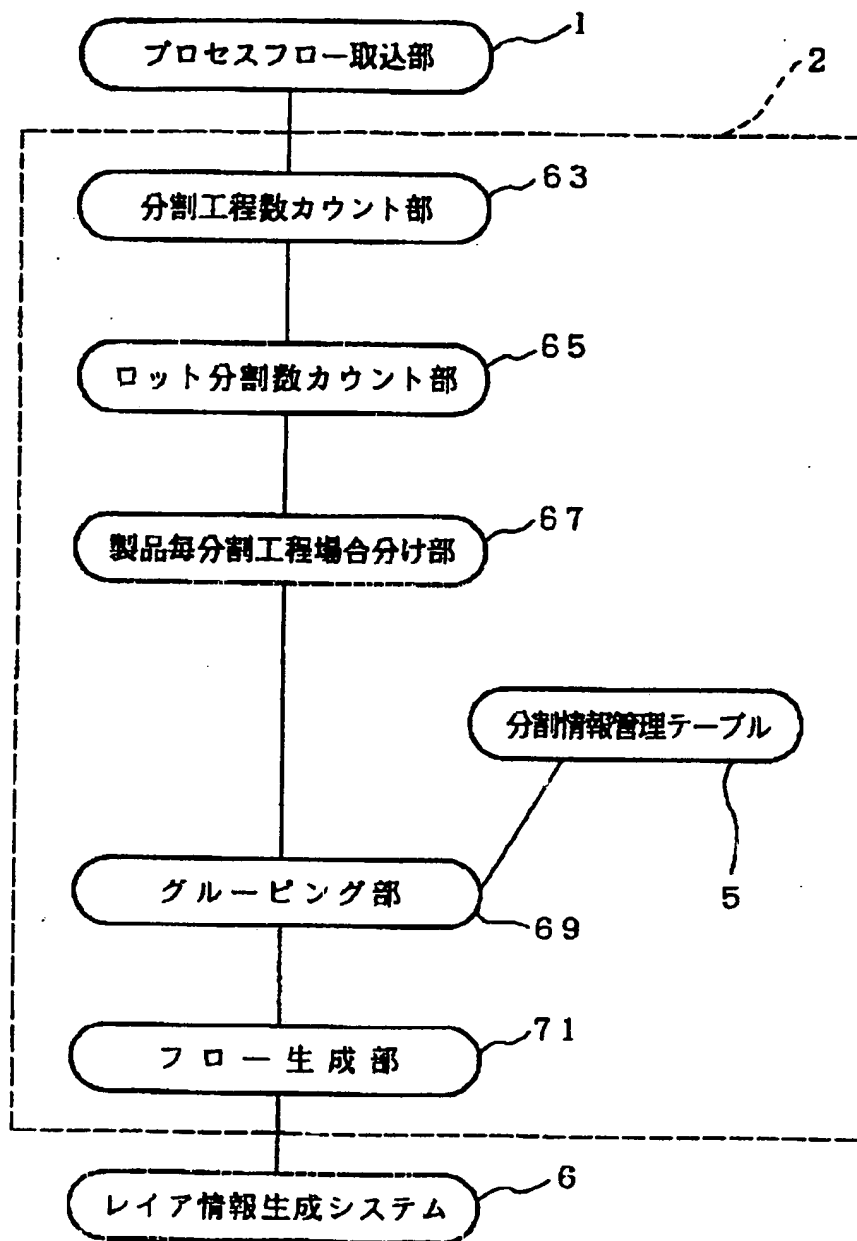 プロセスフロー取込部
1
2
分割工程数カウント部
63
ロット分割数カウント部
65
製品毎分割工程場合分け部
67
分割情報管理テーブル
5
グルーピング部
69
フロー生成部
71
レイア情報生成システム
6